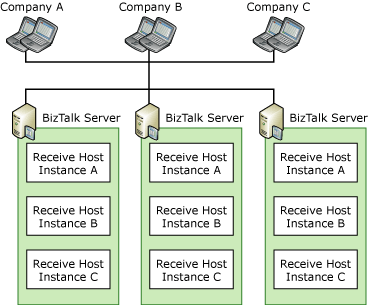 Company A
Company B
Company C
BizTalk Server
BizTalk Server
BizTalk Server
Receive Host
Instance A
Receive Host
Instance A
Receive Host
Instance A
Receive Host
Instance B
Receive Host
Instance B
Receive Host
Instance B
Receive Host
Instance C
Receive Host
Instance C
Receive Host
Instance C